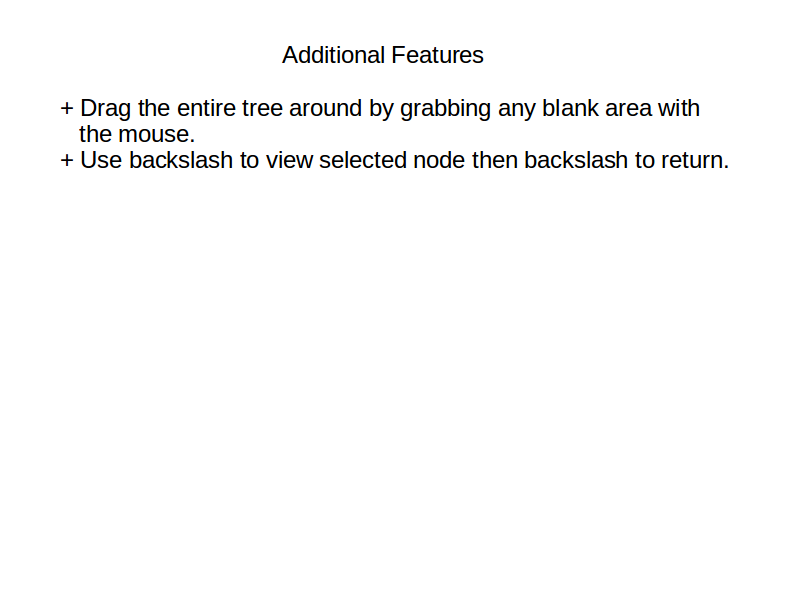 Additional Features
+ Drag the entire tree around by grabbing any blank area with
the mouse.
+ Use backslash to view selected node then backslash to return.